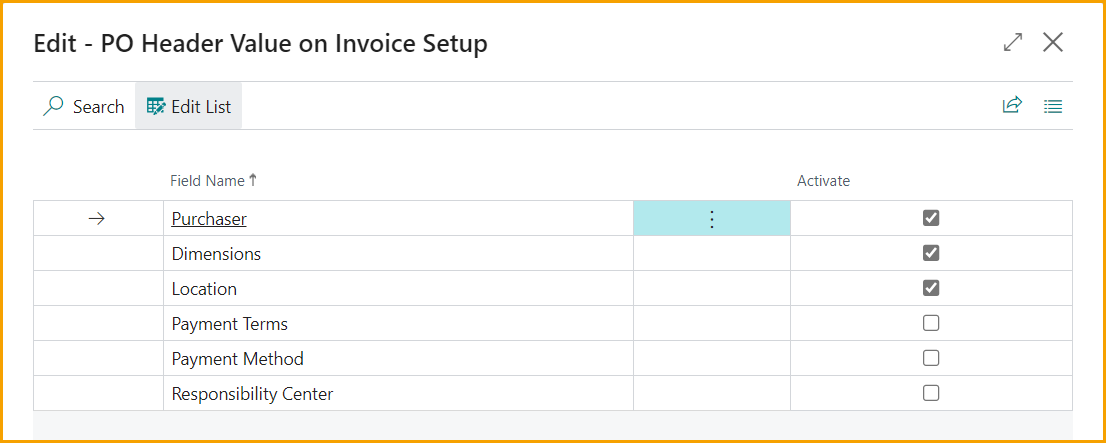 Edit - PO Header Value on Invoice Setup
Search Edit List
Field Name ↑ Activate
Purchaser
Dimensions
Location
Payment Terms
Payment Method
Responsibility Center